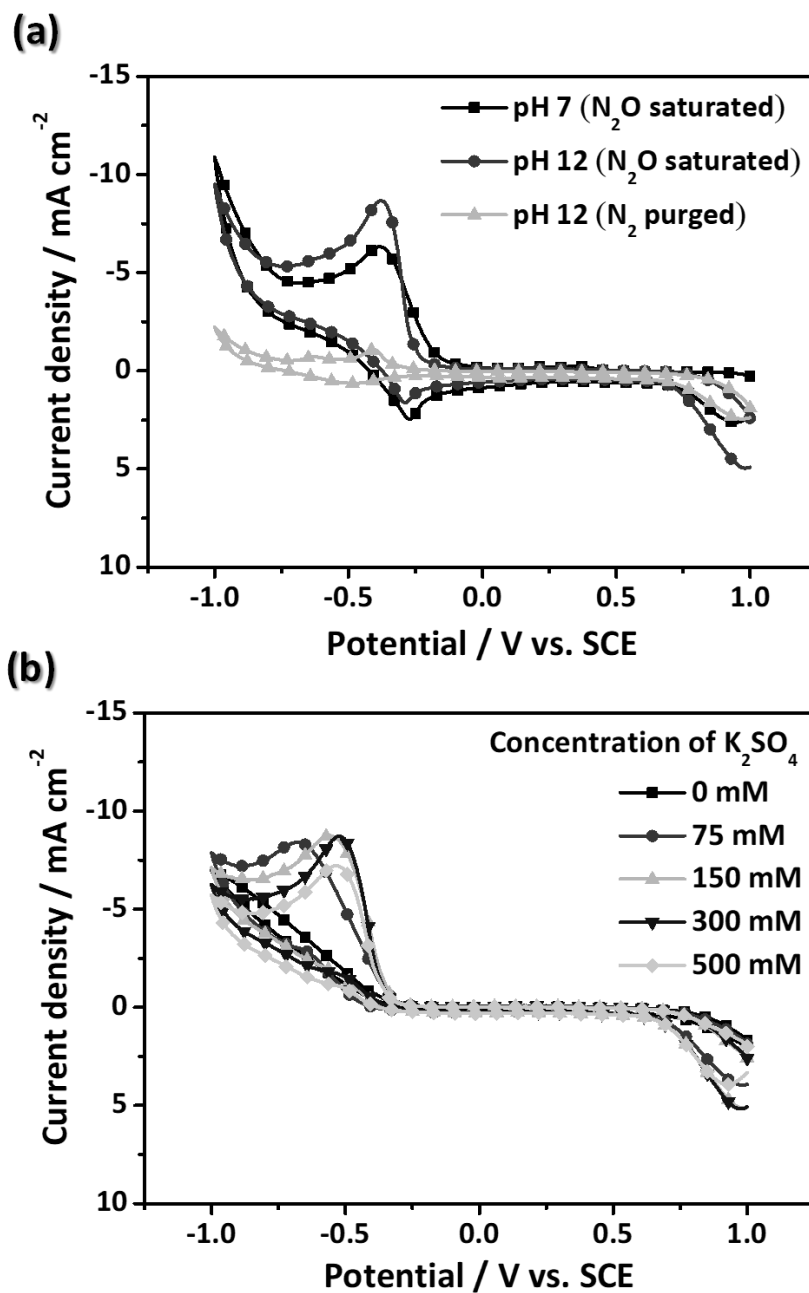 (a)
-15
-10
-5
0
5
10
Current density / mA cm⁻²
pH 7 (N₂O saturated)
pH 12 (N₂O saturated)
pH 12 (N₂ purged)
-1.0 -0.5 0.0 0.5 1.0
Potential / V vs. SCE
(b)
-15
-10
-5
0
5
10
Current density / mA cm⁻²
Concentration of K₂SO₄
0 mM
75 mM
150 mM
300 mM
500 mM
-1.0 -0.5 0.0 0.5 1.0
Potential / V vs. SCE